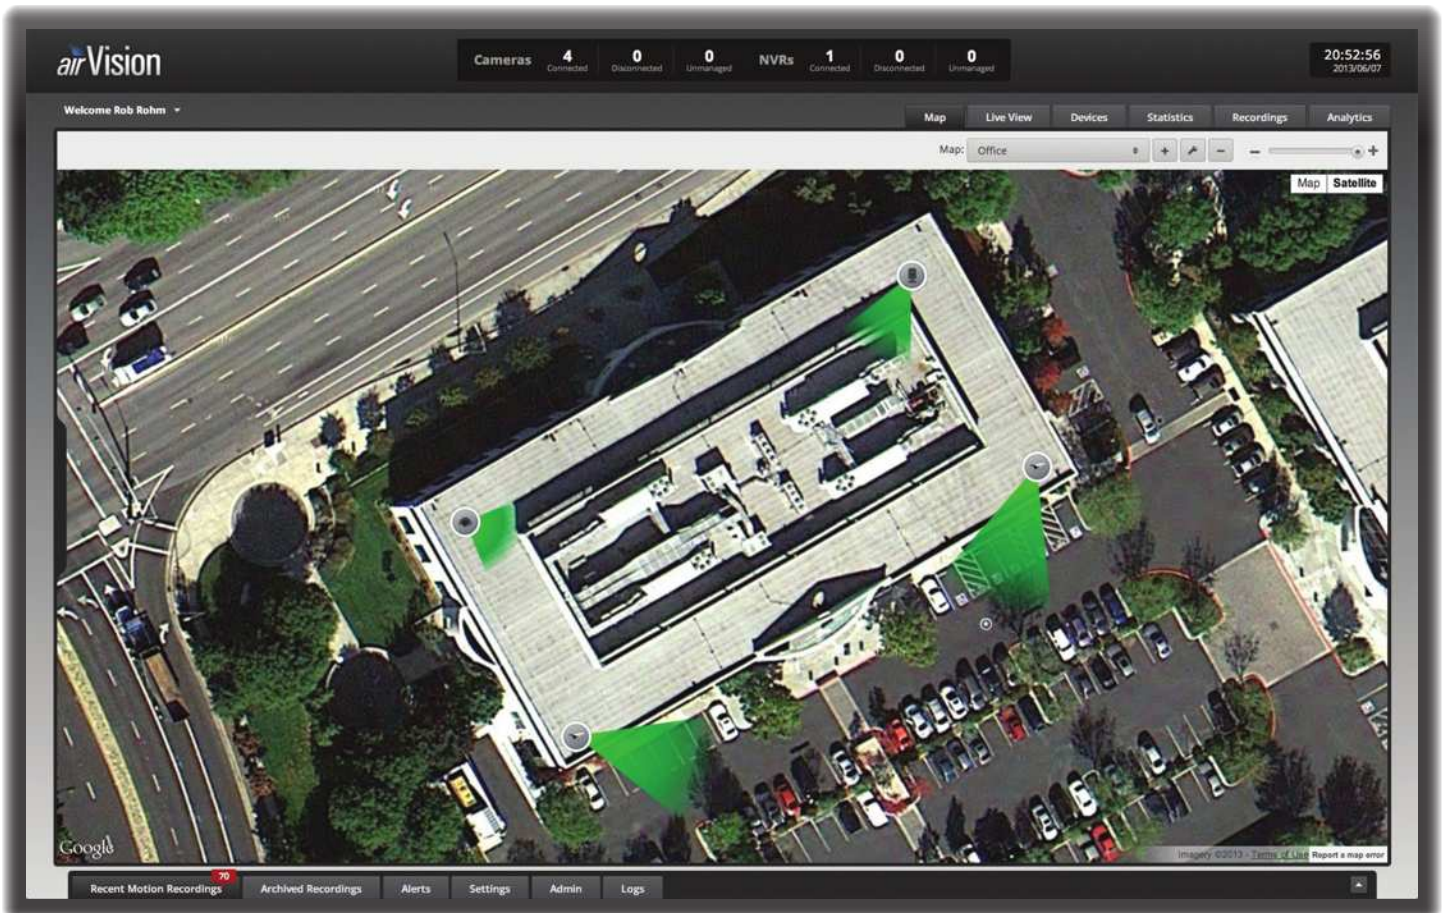 airVision
Cameras 4 Connected 0 Disconnected 0 Unmanaged NVRs 1 Connected 0 Disconnected 0 Unmanaged
20:52:56
2013/06/07
Welcome Rob Rohm
Map Live View Devices Statistics Recordings Analytics
Map: Office
Map Satellite
Google
Imagery ©2013 - Terms of Use Report a map error
70
Recent Motion Recordings Archived Recordings Alerts Settings Admin Logs